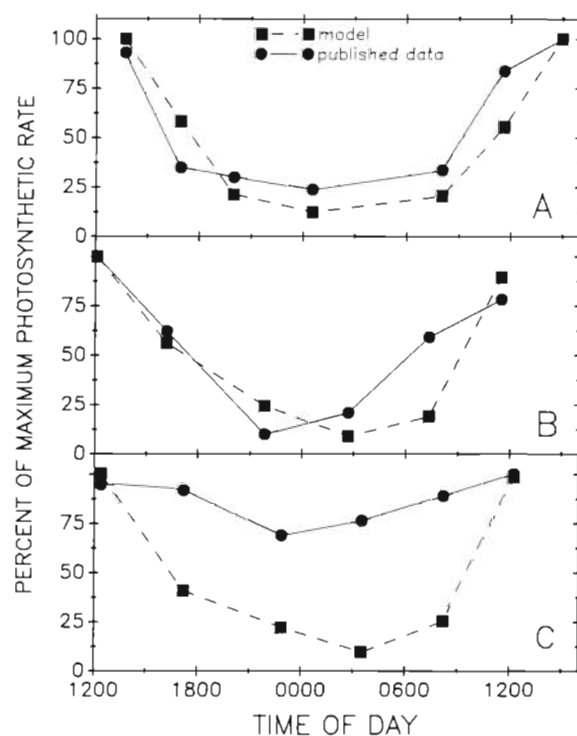 model
published data
PERCENT OF MAXIMUM PHOTOSYNTHETIC RATE
100
75
50
25
0
A
75
50
25
0
B
75
50
25
0
C
1200 1800 0000 0600 1200
TIME OF DAY